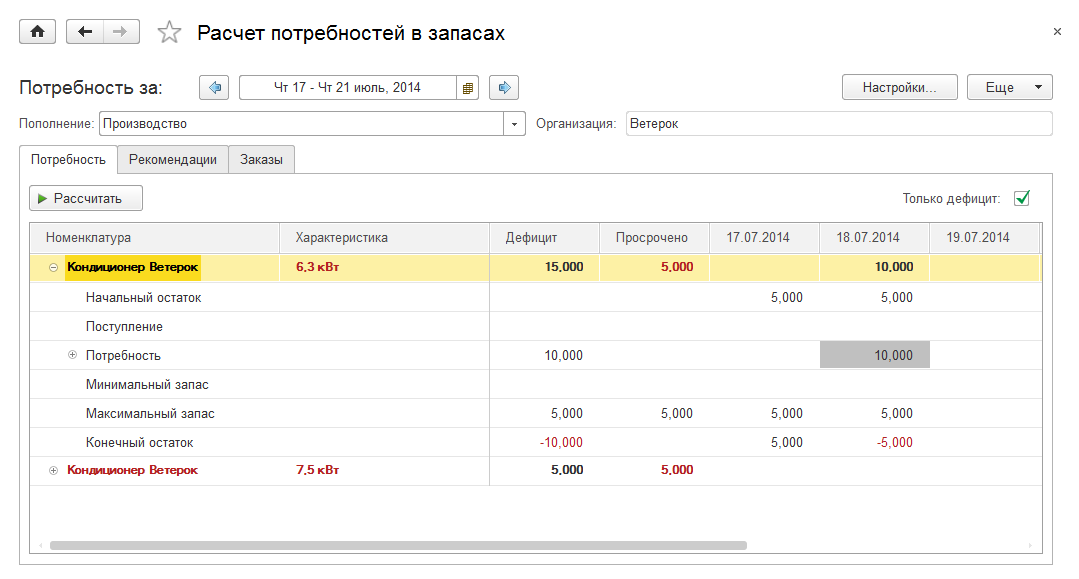 Расчет потребностей в запасах
Потребность за: Чт 17 - Чт 21 июль, 2014 Настройки... Еще
Пополнение: Производство Организация: Ветерок
Потребность Рекомендации Заказы
Рассчитать Только дефицит:
Номенклатура Характеристика Дефицит Просрочено 17.07.2014 18.07.2014 19.07.2014
Кондиционер Ветерок 6,3 кВт 15,000 5,000 10,000
Начальный остаток 5,000 5,000
Поступление
Потребность 10,000 10,000
Минимальный запас
Максимальный запас 5,000 5,000 5,000 5,000
Конечный остаток -10,000 5,000 -5,000
Кондиционер Ветерок 7,5 кВт 5,000 5,000